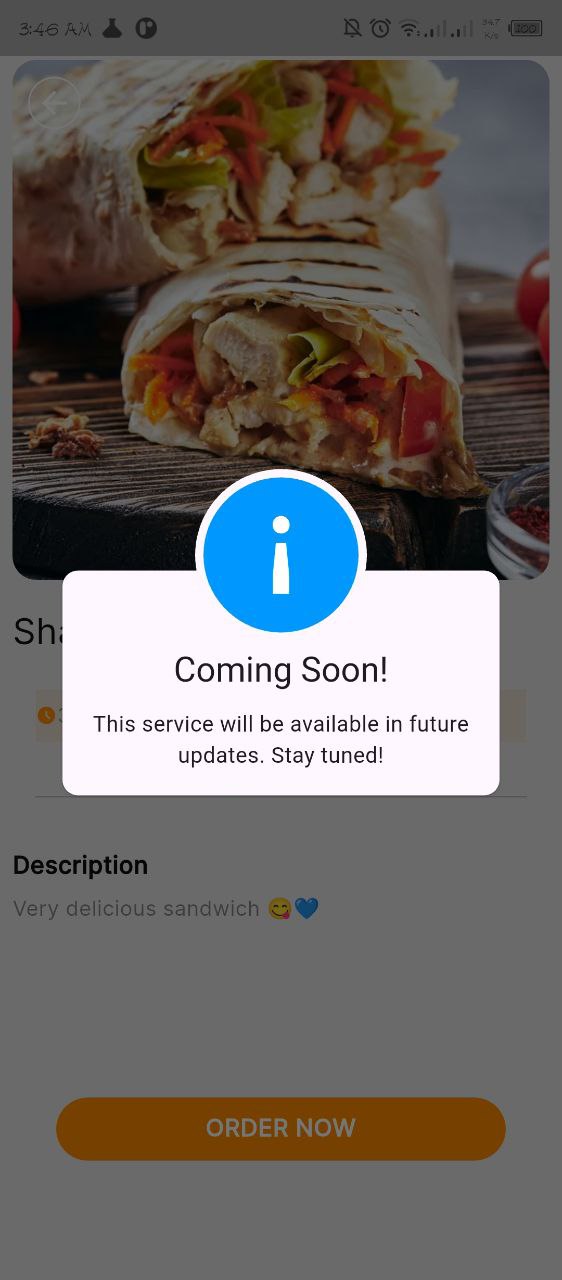 3:46 AM
34.7
K/s
100
Sha
Coming Soon!
This service will be available in future
updates. Stay tuned!
Description
Very delicious sandwich 😋💙
ORDER NOW